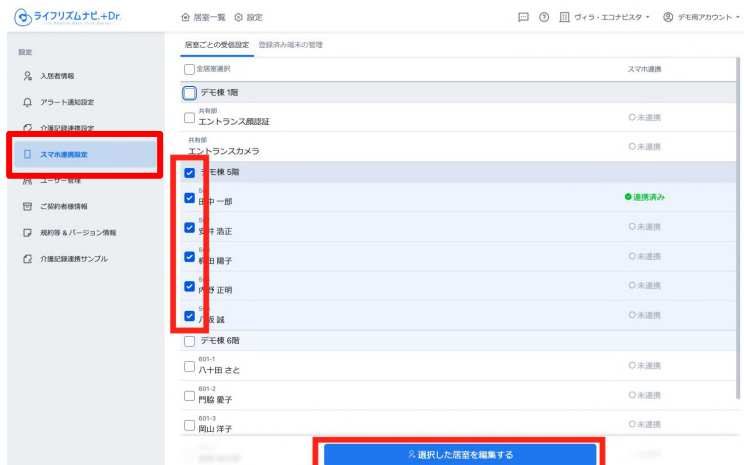 ライフリズムナビ.+Dr.
居室一覧
設定
ヴィラ・エコナビスタ
デモ用アカウント
設定
入居者情報
アラート通知設定
介護記録連携設定
スマホ連携設定
ユーザー管理
ご契約者様情報
規約等 & バージョン情報
介護記録連携サンプル
居室ごとの受信設定 登録済み端末の管理
全居室選択 スマホ連携
デモ棟 1階
共有部
エントランス顔認証 未連携
共有部
エントランスカメラ 未連携
デモ棟 5階
田中 一郎 連携済み
安井 浩正 未連携
田 陽子 未連携
内野 正明 未連携
八坂 誠 未連携
デモ棟 6階
601-1
八十田 さと 未連携
601-2
門脇 愛子 未連携
601-3
岡山 洋子 未連携
選択した居室を編集する